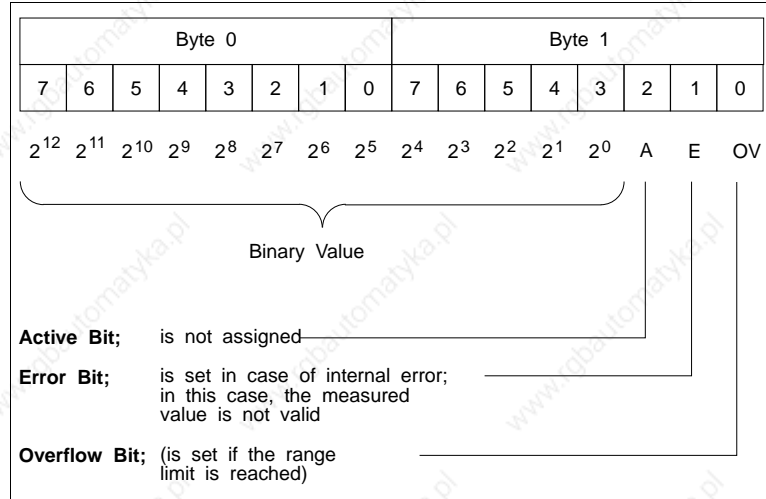 Byte 0 Byte 1
7 6 5 4 3 2 1 0 7 6 5 4 3 2 1 0
2¹² 2¹¹ 2¹⁰ 2⁹ 2⁸ 2⁷ 2⁶ 2⁵ 2⁴ 2³ 2² 2¹ 2⁰ A E OV
Binary Value
Active Bit; is not assigned
Error Bit; is set in case of internal error;
in this case, the measured
value is not valid
Overflow Bit; (is set if the range
limit is reached)
www.rgbautomatyka.pl